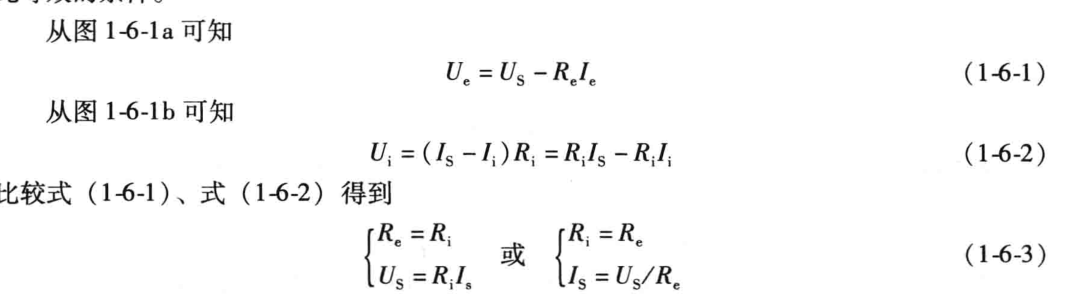 从图 1-6-1a 可知
U_e = U_S − R_e I_e （1-6-1）
从图 1-6-1b 可知
U_i = (I_S − I_i) R_i = R_i I_S − R_i I_i （1-6-2）
比较式（1-6-1）、式（1-6-2）得到
{R_e = R_i 或 {R_i = R_e （1-6-3）
U_S = R_i I_s I_S = U_S/R_e